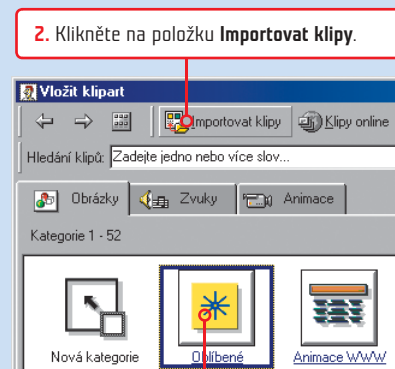 2. Klikněte na položku Importovat klipy.
Vložit klipart
Importovat klipy Klipy online
Hledání klipů: Zadejte jedno nebo více slov...
Obrázky Zvuky Animace
Kategorie 1 - 52
Nová kategorie Oblíbené Animace WWW